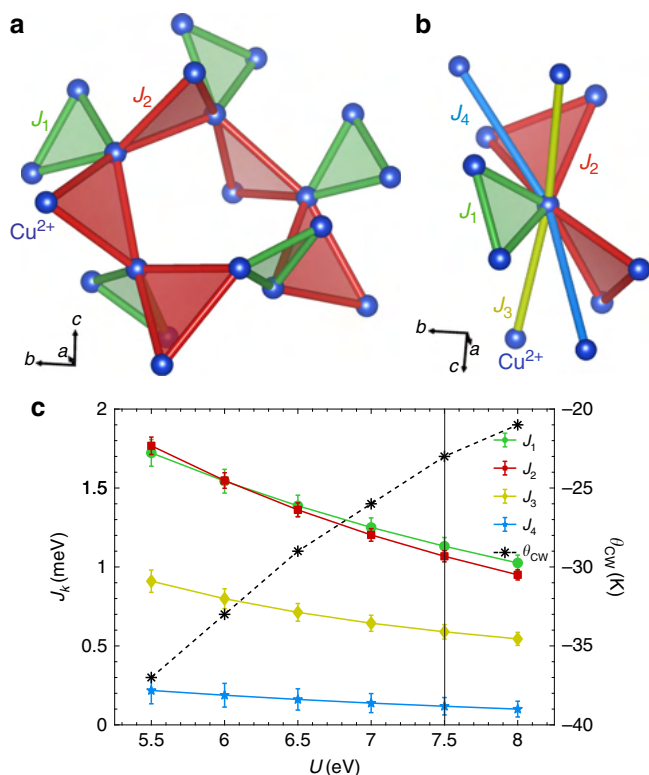 a
J1
J2
Cu2+
c
b
a
b
J4
J2
J1
J3
Cu2+
b
a
c
c
2
1.5
1
0.5
0
Jk (meV)
5.5
6
6.5
7
7.5
8
U (eV)
–20
–25
–30
–35
–40
θCW (K)
J1
J2
J3
J4
θCW